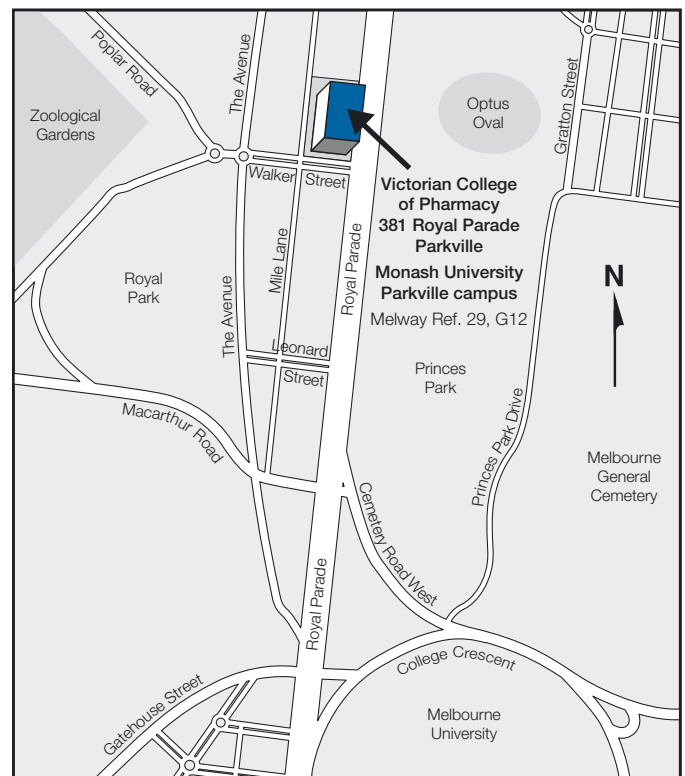 Poplar Road
The Avenue
Zoological
Gardens
Optus
Oval
Gratton Street
Walker Street
Victorian College
of Pharmacy
381 Royal Parade
Parkville
Monash University
Parkville campus
Melway Ref. 29, G12
N
Royal
Park
The Avenue
Mile Lane
Royal Parade
Leonard
Street
Princes
Park
Macarthur Road
Princes Park Drive
Melbourne
General
Cemetery
Cemetery Road West
Royal Parade
College Crescent
Gatehouse Street
Melbourne
University